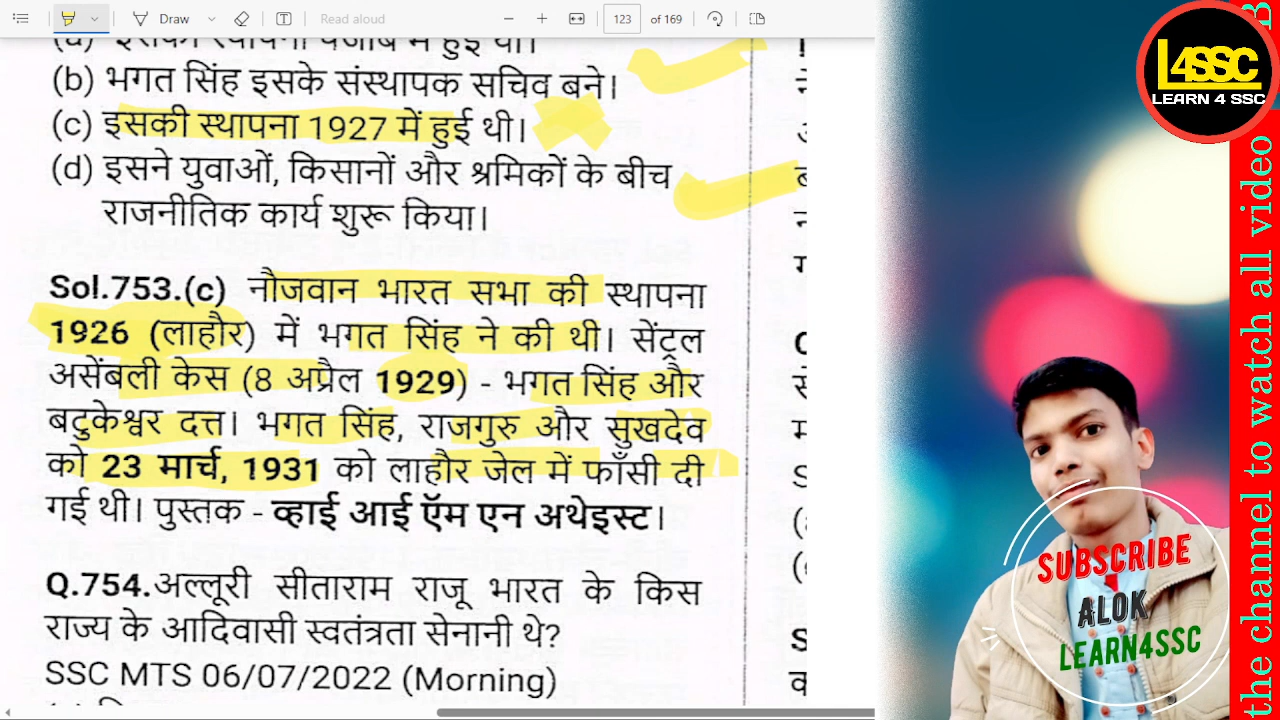 Draw
Read aloud
123 of 169
(b) भगत सिंह इसके संस्थापक सचिव बने।
(c) इसकी स्थापना 1927 में हुई थी।
(d) इसने युवाओं, किसानों और श्रमिकों के बीच
राजनीतिक कार्य शुरू किया।
Sol.753.(c) नौजवान भारत सभा की स्थापना
1926 (लाहौर) में भगत सिंह ने की थी। सेंट्रल
असेंबली केस (8 अप्रैल 1929) - भगत सिंह और
बटुकेश्वर दत्त। भगत सिंह, राजगुरु और सुखदेव
को 23 मार्च, 1931 को लाहौर जेल में फाँसी दी
गई थी। पुस्तक - व्हाई आई ऍम एन अथेइस्ट।
Q.754.अल्लूरी सीताराम राजू भारत के किस
राज्य के आदिवासी स्वतंत्रता सेनानी थे?
SSC MTS 06/07/2022 (Morning)
L4SSC
LEARN 4 SSC
the channel to watch all video
SUBSCRIBE
ALOK
LEARN4SSC